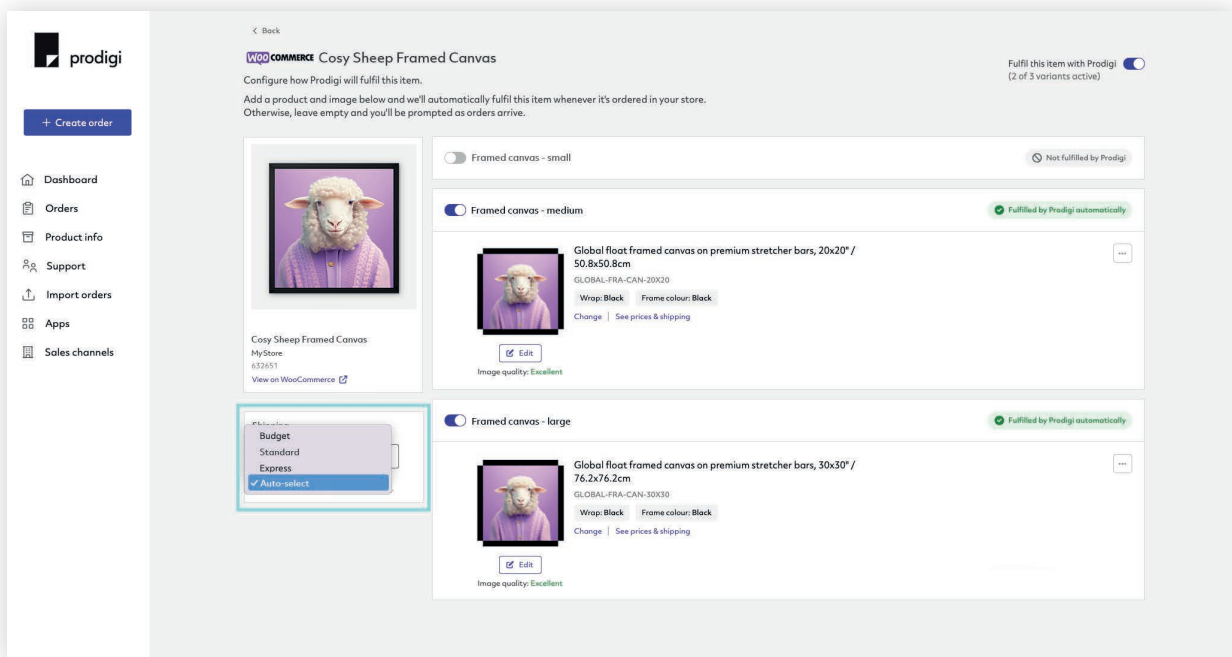 prodigi
+ Create order
Dashboard
Orders
Product info
Support
Import orders
Apps
Sales channels
Back
WOO COMMERCE Cosy Sheep Framed Canvas
Configure how Prodigi will fulfil this item.
Add a product and image below and we'll automatically fulfil this item whenever it's ordered in your store.
Otherwise, leave empty and you'll be prompted as orders arrive.
Fulfil this item with Prodigi
(2 of 3 variants active)
Cosy Sheep Framed Canvas
MyStore
632651
View on WooCommerce
Shipping
Budget
Standard
Express
Auto-select
Framed canvas - small
Not fulfilled by Prodigi
Framed canvas - medium
Fulfilled by Prodigi automatically
Global float framed canvas on premium stretcher bars, 20x20" /
50.8x50.8cm
GLOBAL-FRA-CAN-20X20
Wrap: Black Frame colour: Black
Change | See prices & shipping
Edit
Image quality: Excellent
Framed canvas - large
Fulfilled by Prodigi automatically
Global float framed canvas on premium stretcher bars, 30x30" /
76.2x76.2cm
GLOBAL-FRA-CAN-30X30
Wrap: Black Frame colour: Black
Change | See prices & shipping
Edit
Image quality: Excellent